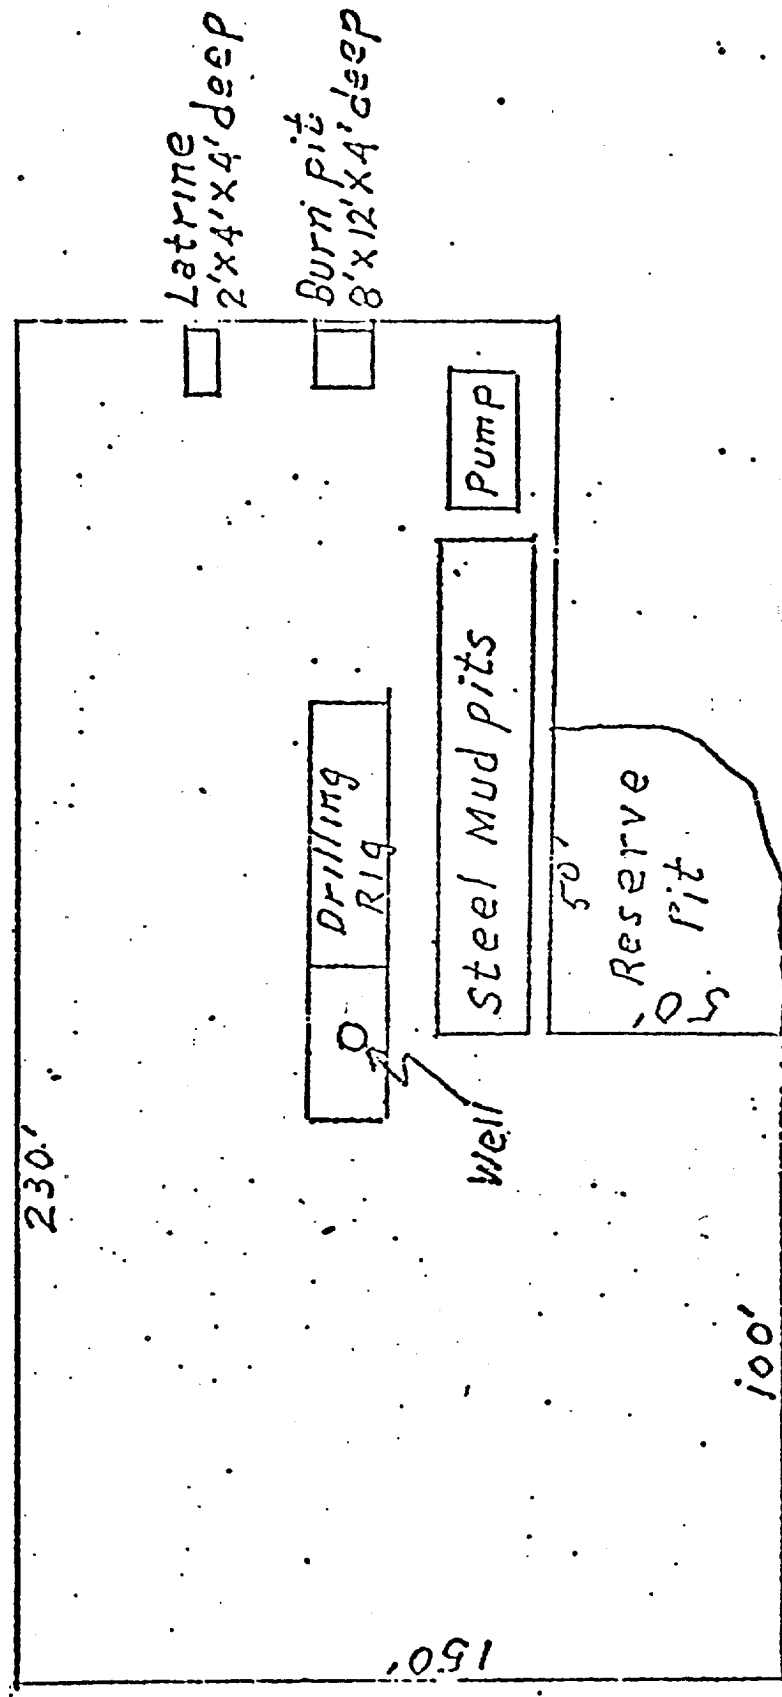 230'
Latrine
2'x4'x4' deep
Burn pit
8'x12'x4' deep
Drilling
Rig
Pump
Steel Mud pits
Well
50'
Reserve
Pit
50'
150'
100'